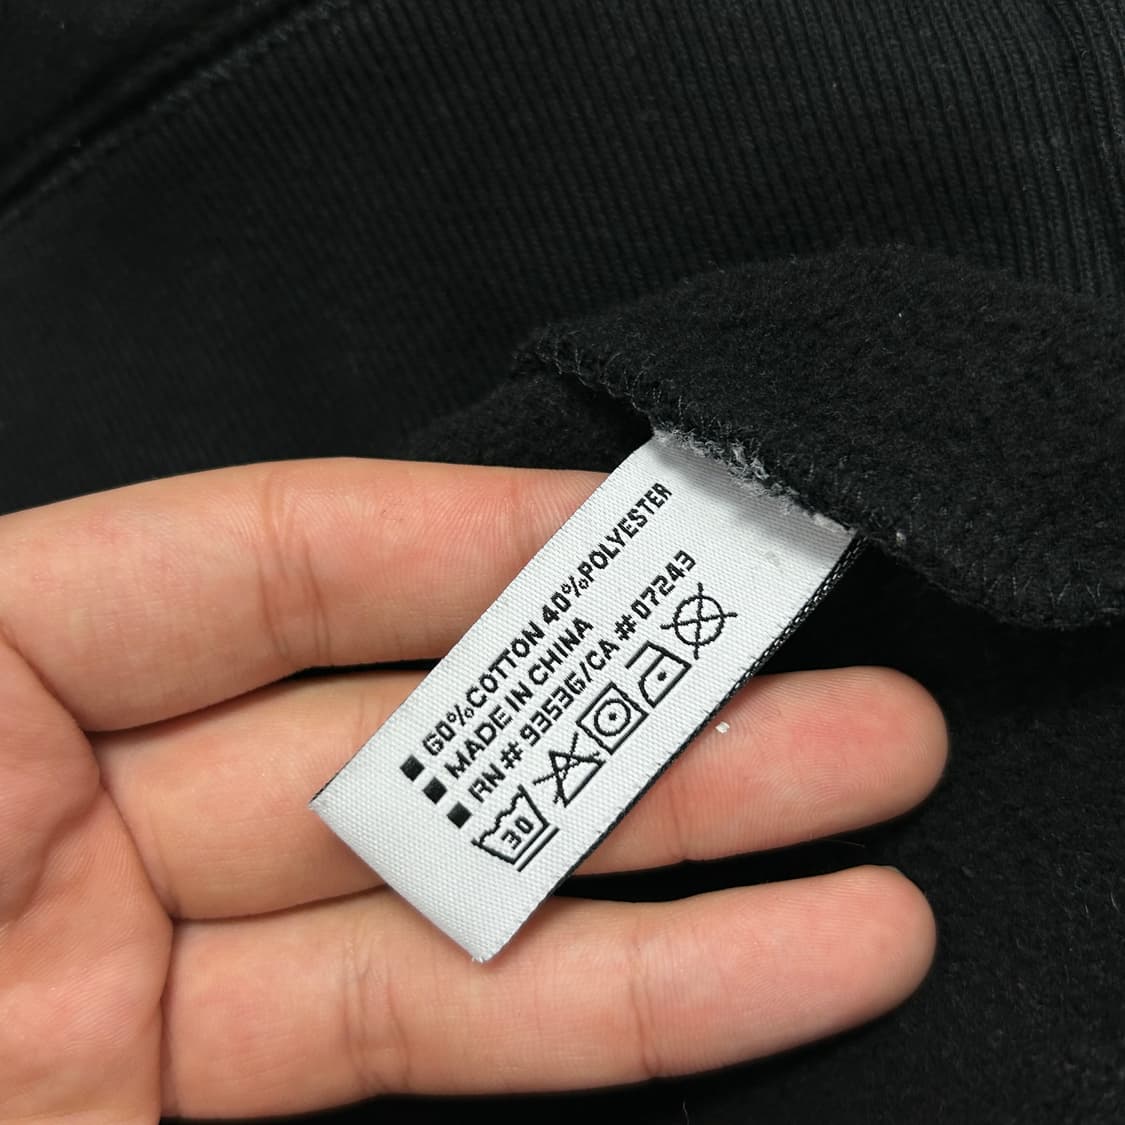 60%COTTON 40%POLYESTER
MADE IN CHINA
RN # 93536/CA # 07243
30